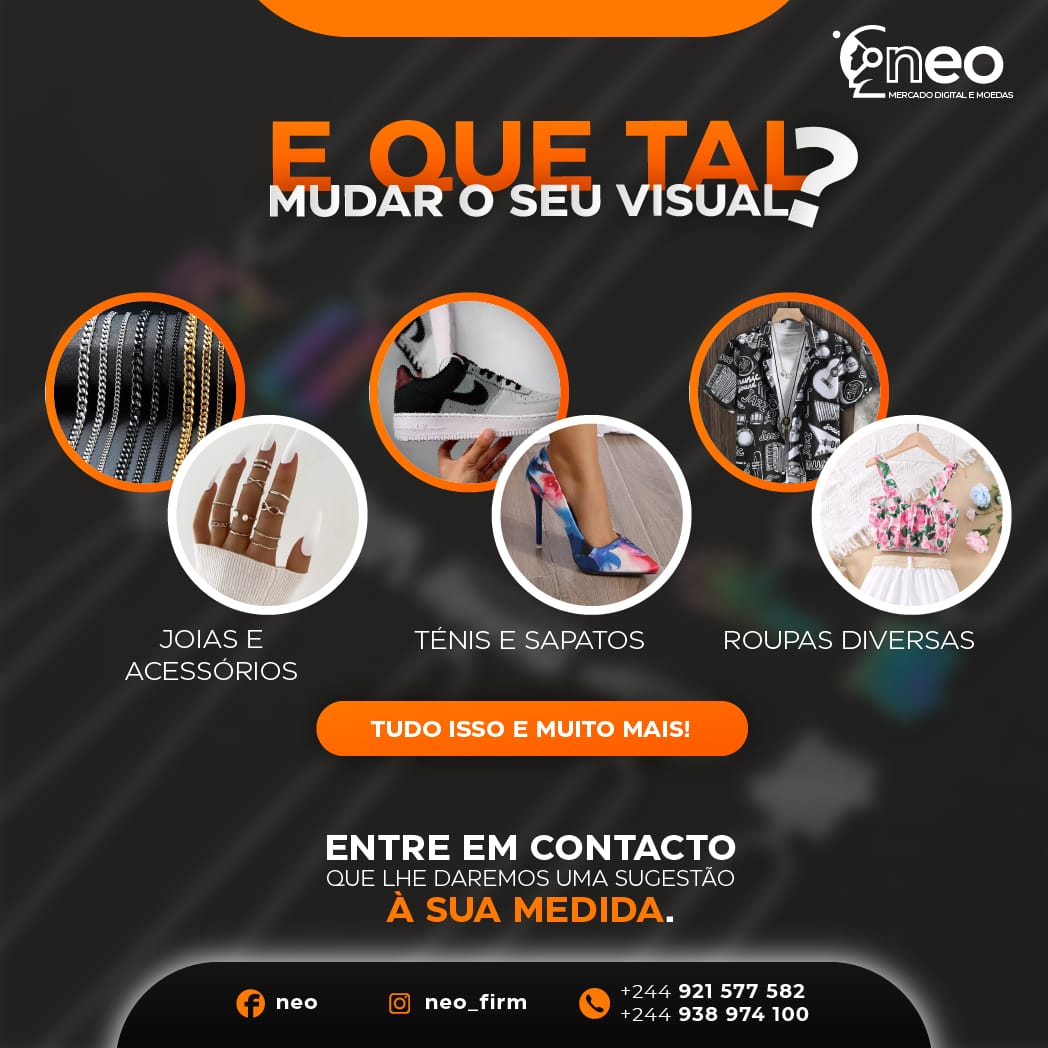 neo
MERCADO DIGITAL E MOEDAS
E QUE TAL
MUDAR O SEU VISUAL?
JOIAS E
ACESSÓRIOS
TÉNIS E SAPATOS
ROUPAS DIVERSAS
TUDO ISSO E MUITO MAIS!
ENTRE EM CONTACTO
QUE LHE DAREMOS UMA SUGESTÃO
À SUA MEDIDA.
neo
neo_firm
+244 921 577 582
+244 938 974 100